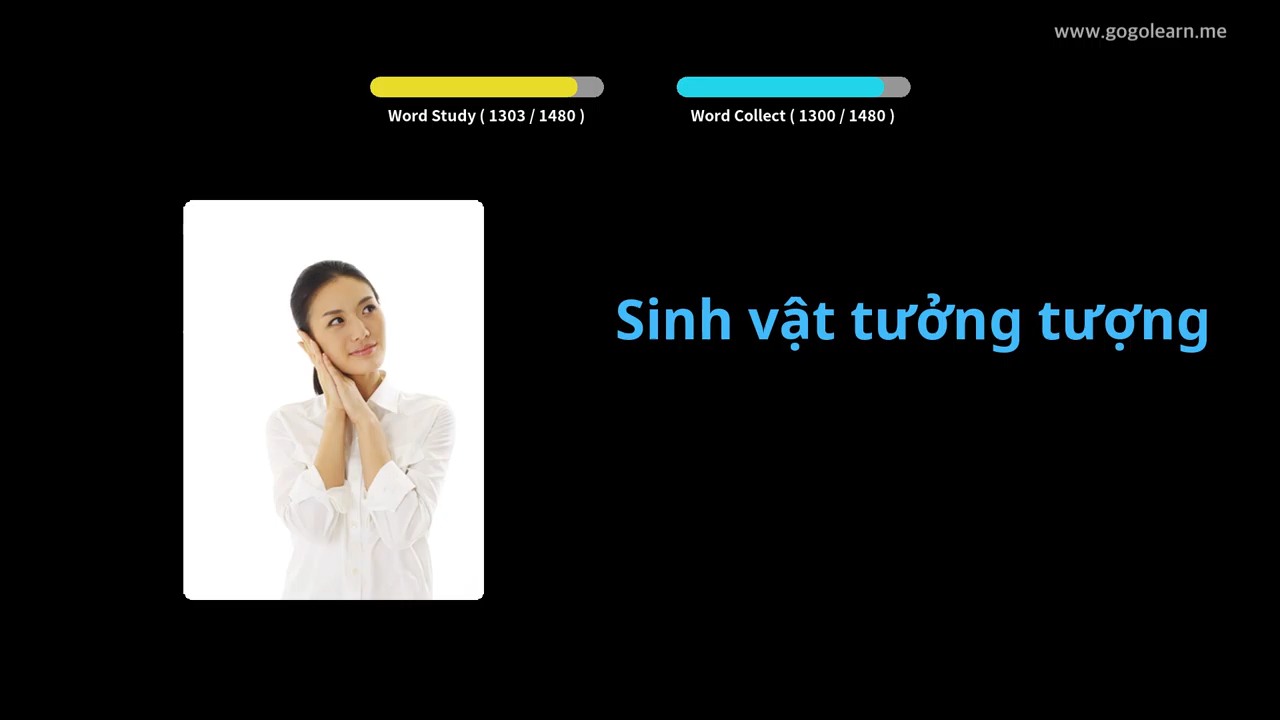 www.gogolearn.me
Word Study ( 1303 / 1480 )
Word Collect ( 1300 / 1480 )
Sinh vật tưởng tượng